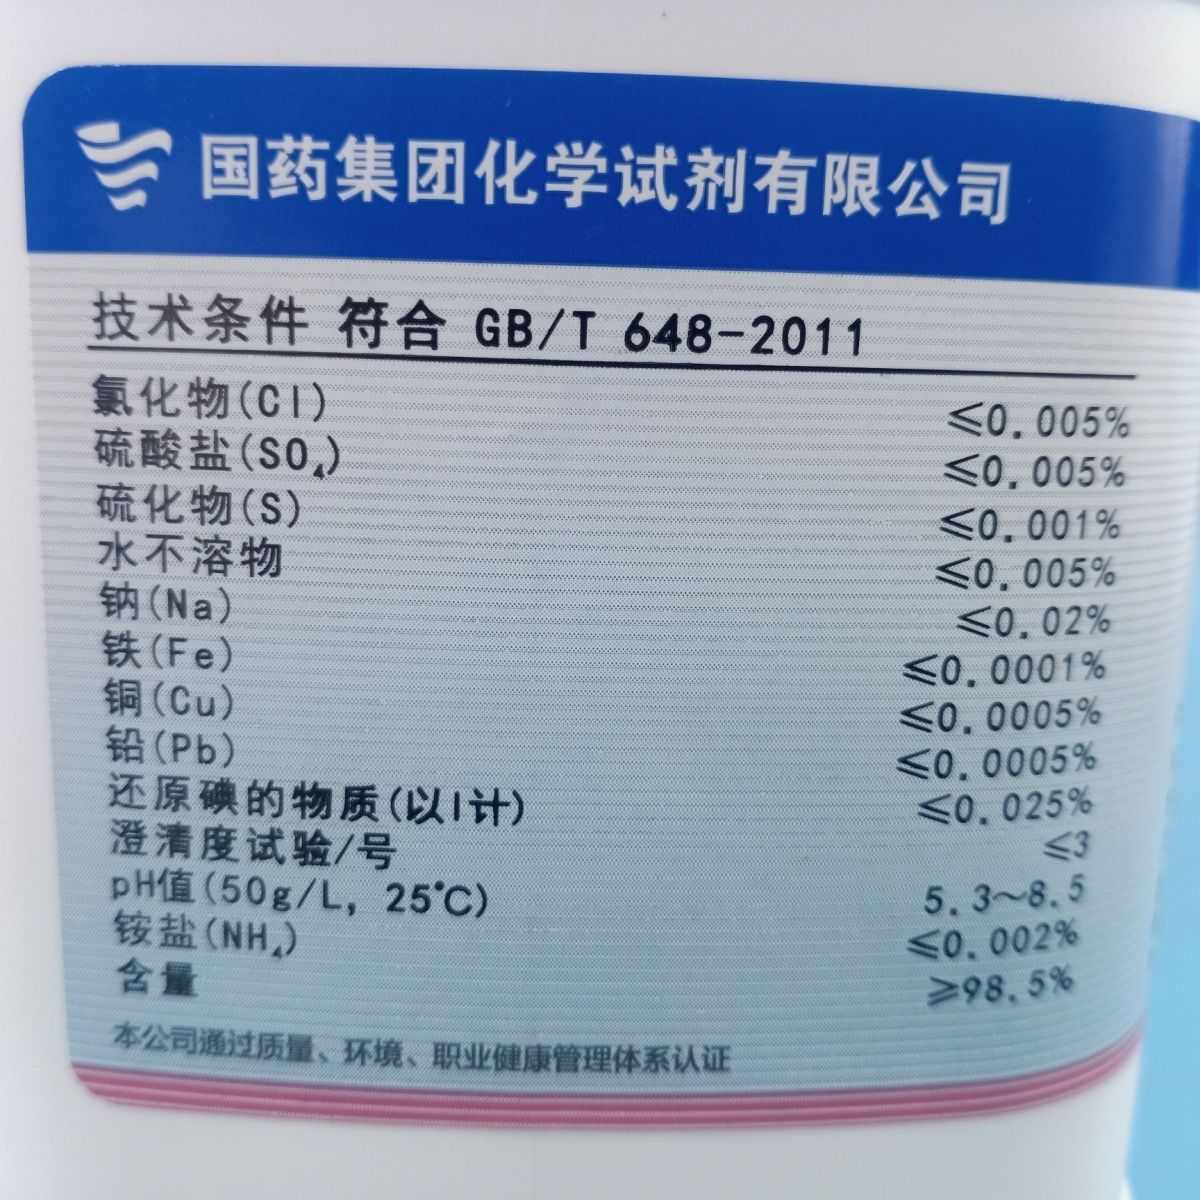 国药集团化学试剂有限公司
技术条件 符合 GB/T 648-2011
氯化物(Cl) ≤0.005%
硫酸盐(SO₄) ≤0.005%
硫化物(S) ≤0.001%
水不溶物 ≤0.005%
钠(Na) ≤0.02%
铁(Fe) ≤0.0001%
铜(Cu) ≤0.0005%
铅(Pb) ≤0.0005%
还原碘的物质(以I计) ≤0.025%
澄清度试验/号 ≤3
pH值(50g/L, 25℃) 5.3~8.5
铵盐(NH₄) ≤0.002%
含量 ≥98.5%
本公司通过质量、环境、职业健康管理体系认证